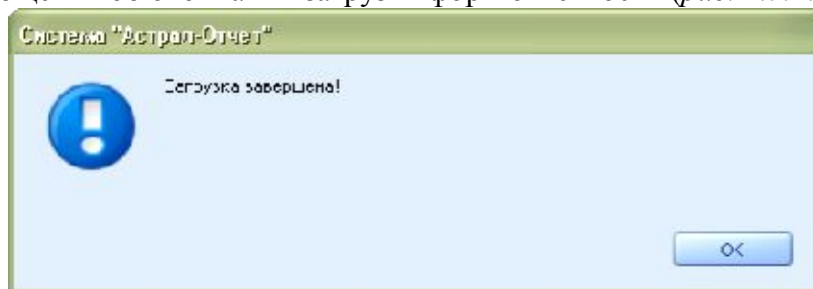 Система "Астрал-Отчет"
Загрузка завершена!
OK